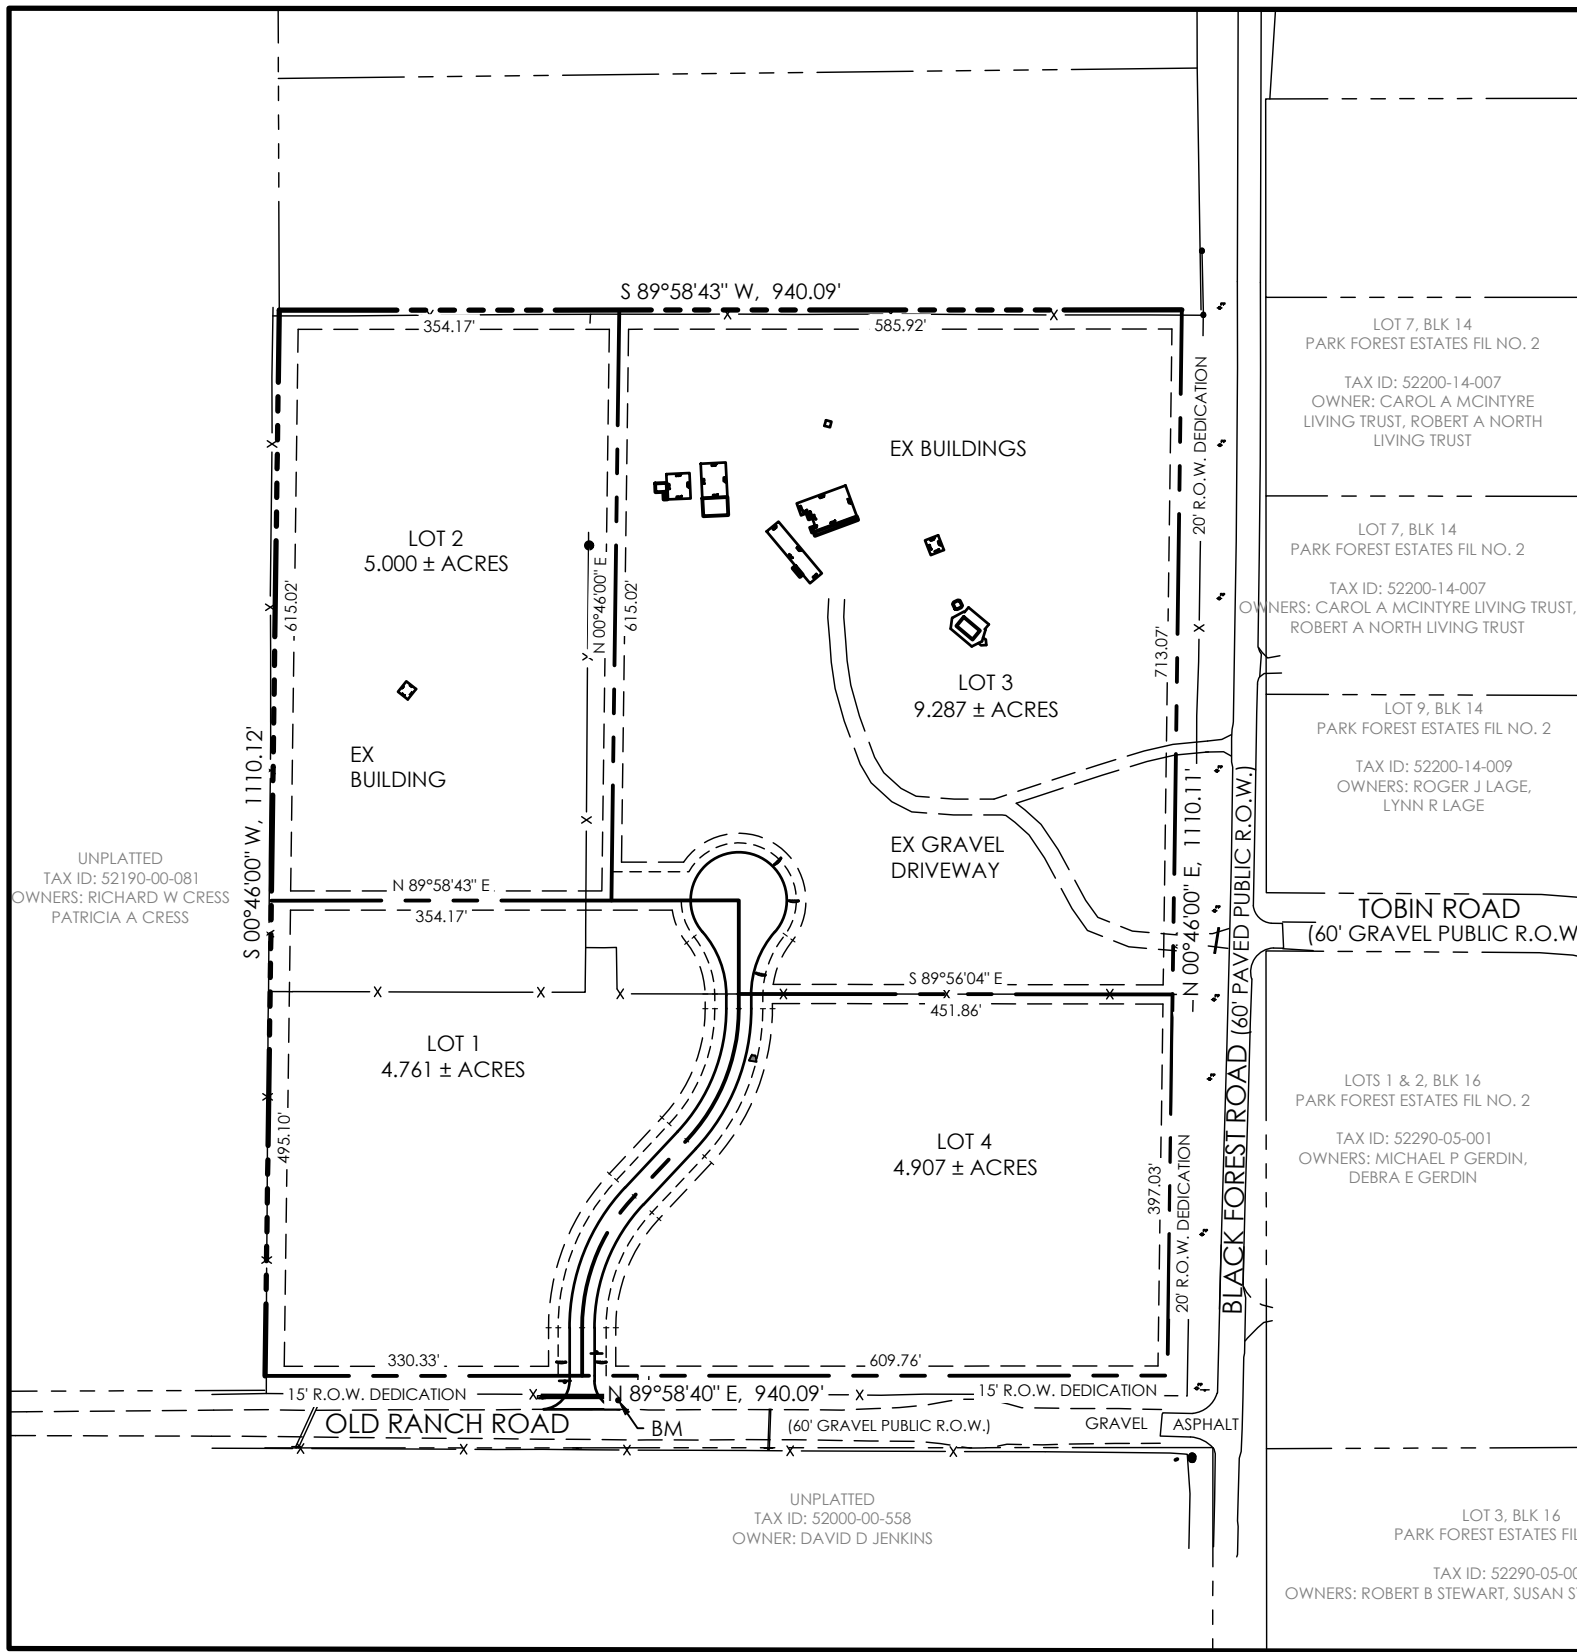 S 89°58'43" W, 940.09'
354.17'
585.92'
EX BUILDINGS
LOT 2
5.000 ± ACRES
N 00°46'00" E
615.02'
615.02'
20' R.O.W. DEDICATION
713.07'
LOT 3
9.287 ± ACRES
EX
BUILDING
S 00°46'00" W, 1110.12'
EX GRAVEL
DRIVEWAY
N 00°46'00" E, 1110.11'
N 89°58'43" E
354.17'
S 89°56'04" E
451.86'
LOT 1
4.761 ± ACRES
495.10'
LOT 4
4.907 ± ACRES
397.03'
20' R.O.W. DEDICATION
BLACK FOREST ROAD (60' PAVED PUBLIC R.O.W.)
330.33'
609.76'
15' R.O.W. DEDICATION
N 89°58'40" E, 940.09'
15' R.O.W. DEDICATION
OLD RANCH ROAD
BM
(60' GRAVEL PUBLIC R.O.W.)
GRAVEL
ASPHALT
UNPLATTED
TAX ID: 52190-00-081
OWNERS: RICHARD W CRESS
PATRICIA A CRESS
UNPLATTED
TAX ID: 52000-00-558
OWNER: DAVID D JENKINS
LOT 7, BLK 14
PARK FOREST ESTATES FIL NO. 2
TAX ID: 52200-14-007
OWNER: CAROL A MCINTYRE
LIVING TRUST, ROBERT A NORTH
LIVING TRUST
LOT 7, BLK 14
PARK FOREST ESTATES FIL NO. 2
TAX ID: 52200-14-007
OWNERS: CAROL A MCINTYRE LIVING TRUST,
ROBERT A NORTH LIVING TRUST
LOT 9, BLK 14
PARK FOREST ESTATES FIL NO. 2
TAX ID: 52200-14-009
OWNERS: ROGER J LAGE,
LYNN R LAGE
TOBIN ROAD
(60' GRAVEL PUBLIC R.O.W
LOTS 1 & 2, BLK 16
PARK FOREST ESTATES FIL NO. 2
TAX ID: 52290-05-001
OWNERS: MICHAEL P GERDIN,
DEBRA E GERDIN
LOT 3, BLK 16
PARK FOREST ESTATES FIL
TAX ID: 52290-05-00
OWNERS: ROBERT B STEWART, SUSAN